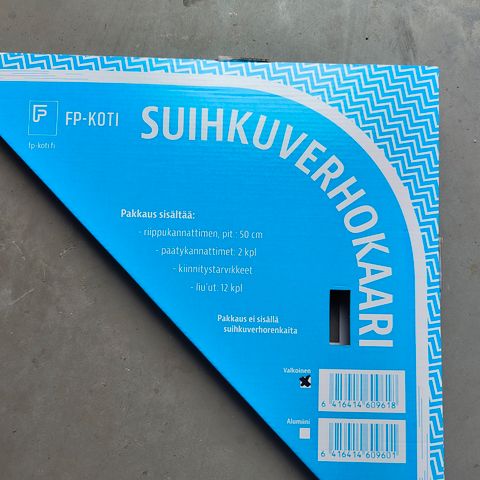 FP-KOTI
fp-koti.fi
SUIHKUVERHOKAARI
Pakkaus sisältää:
- riippukannattimen, pit : 50 cm
- paatykannattimet: 2 kpl
- kiinnitystarvikkeet
- liu'ut: 12 kpl
Pakkaus ei sisällä
suihkuverhorenkaita
Valkoinen
6 416414 609618
Alumiini
6 416414 609601